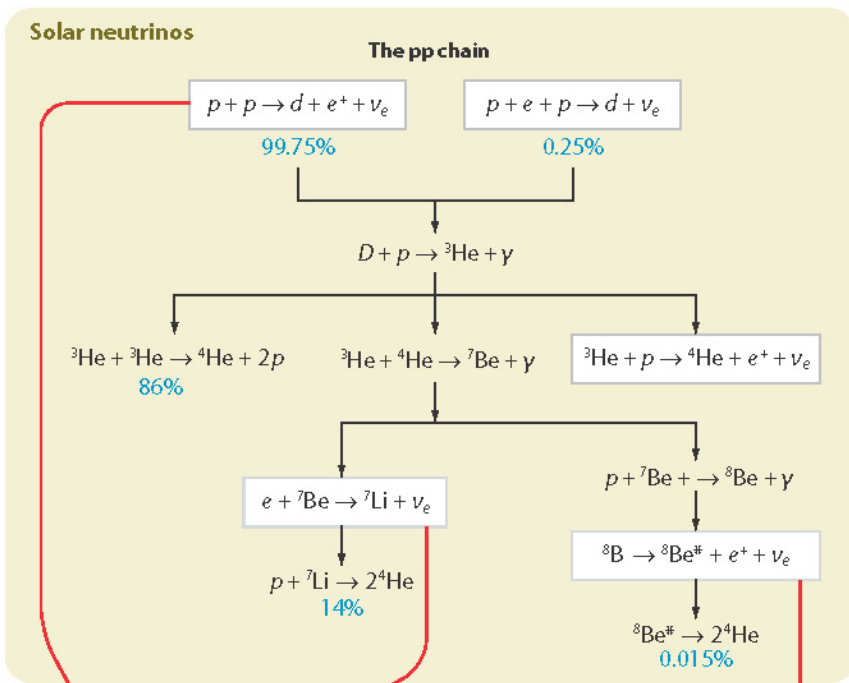 Solar neutrinos
The pp chain
p + p → d + e⁺ + νₑ
p + e + p → d + νₑ
99.75%
0.25%
D + p → ³He + γ
³He + ³He → ⁴He + 2p
86%
³He + ⁴He → ⁷Be + γ
³He + p → ⁴He + e⁺ + νₑ
e + ⁷Be → ⁷Li + νₑ
p + ⁷Li → 2⁴He
14%
p + ⁷Be + → ⁸Be + γ
⁸B → ⁸Be* + e⁺ + νₑ
⁸Be* → 2⁴He
0.015%